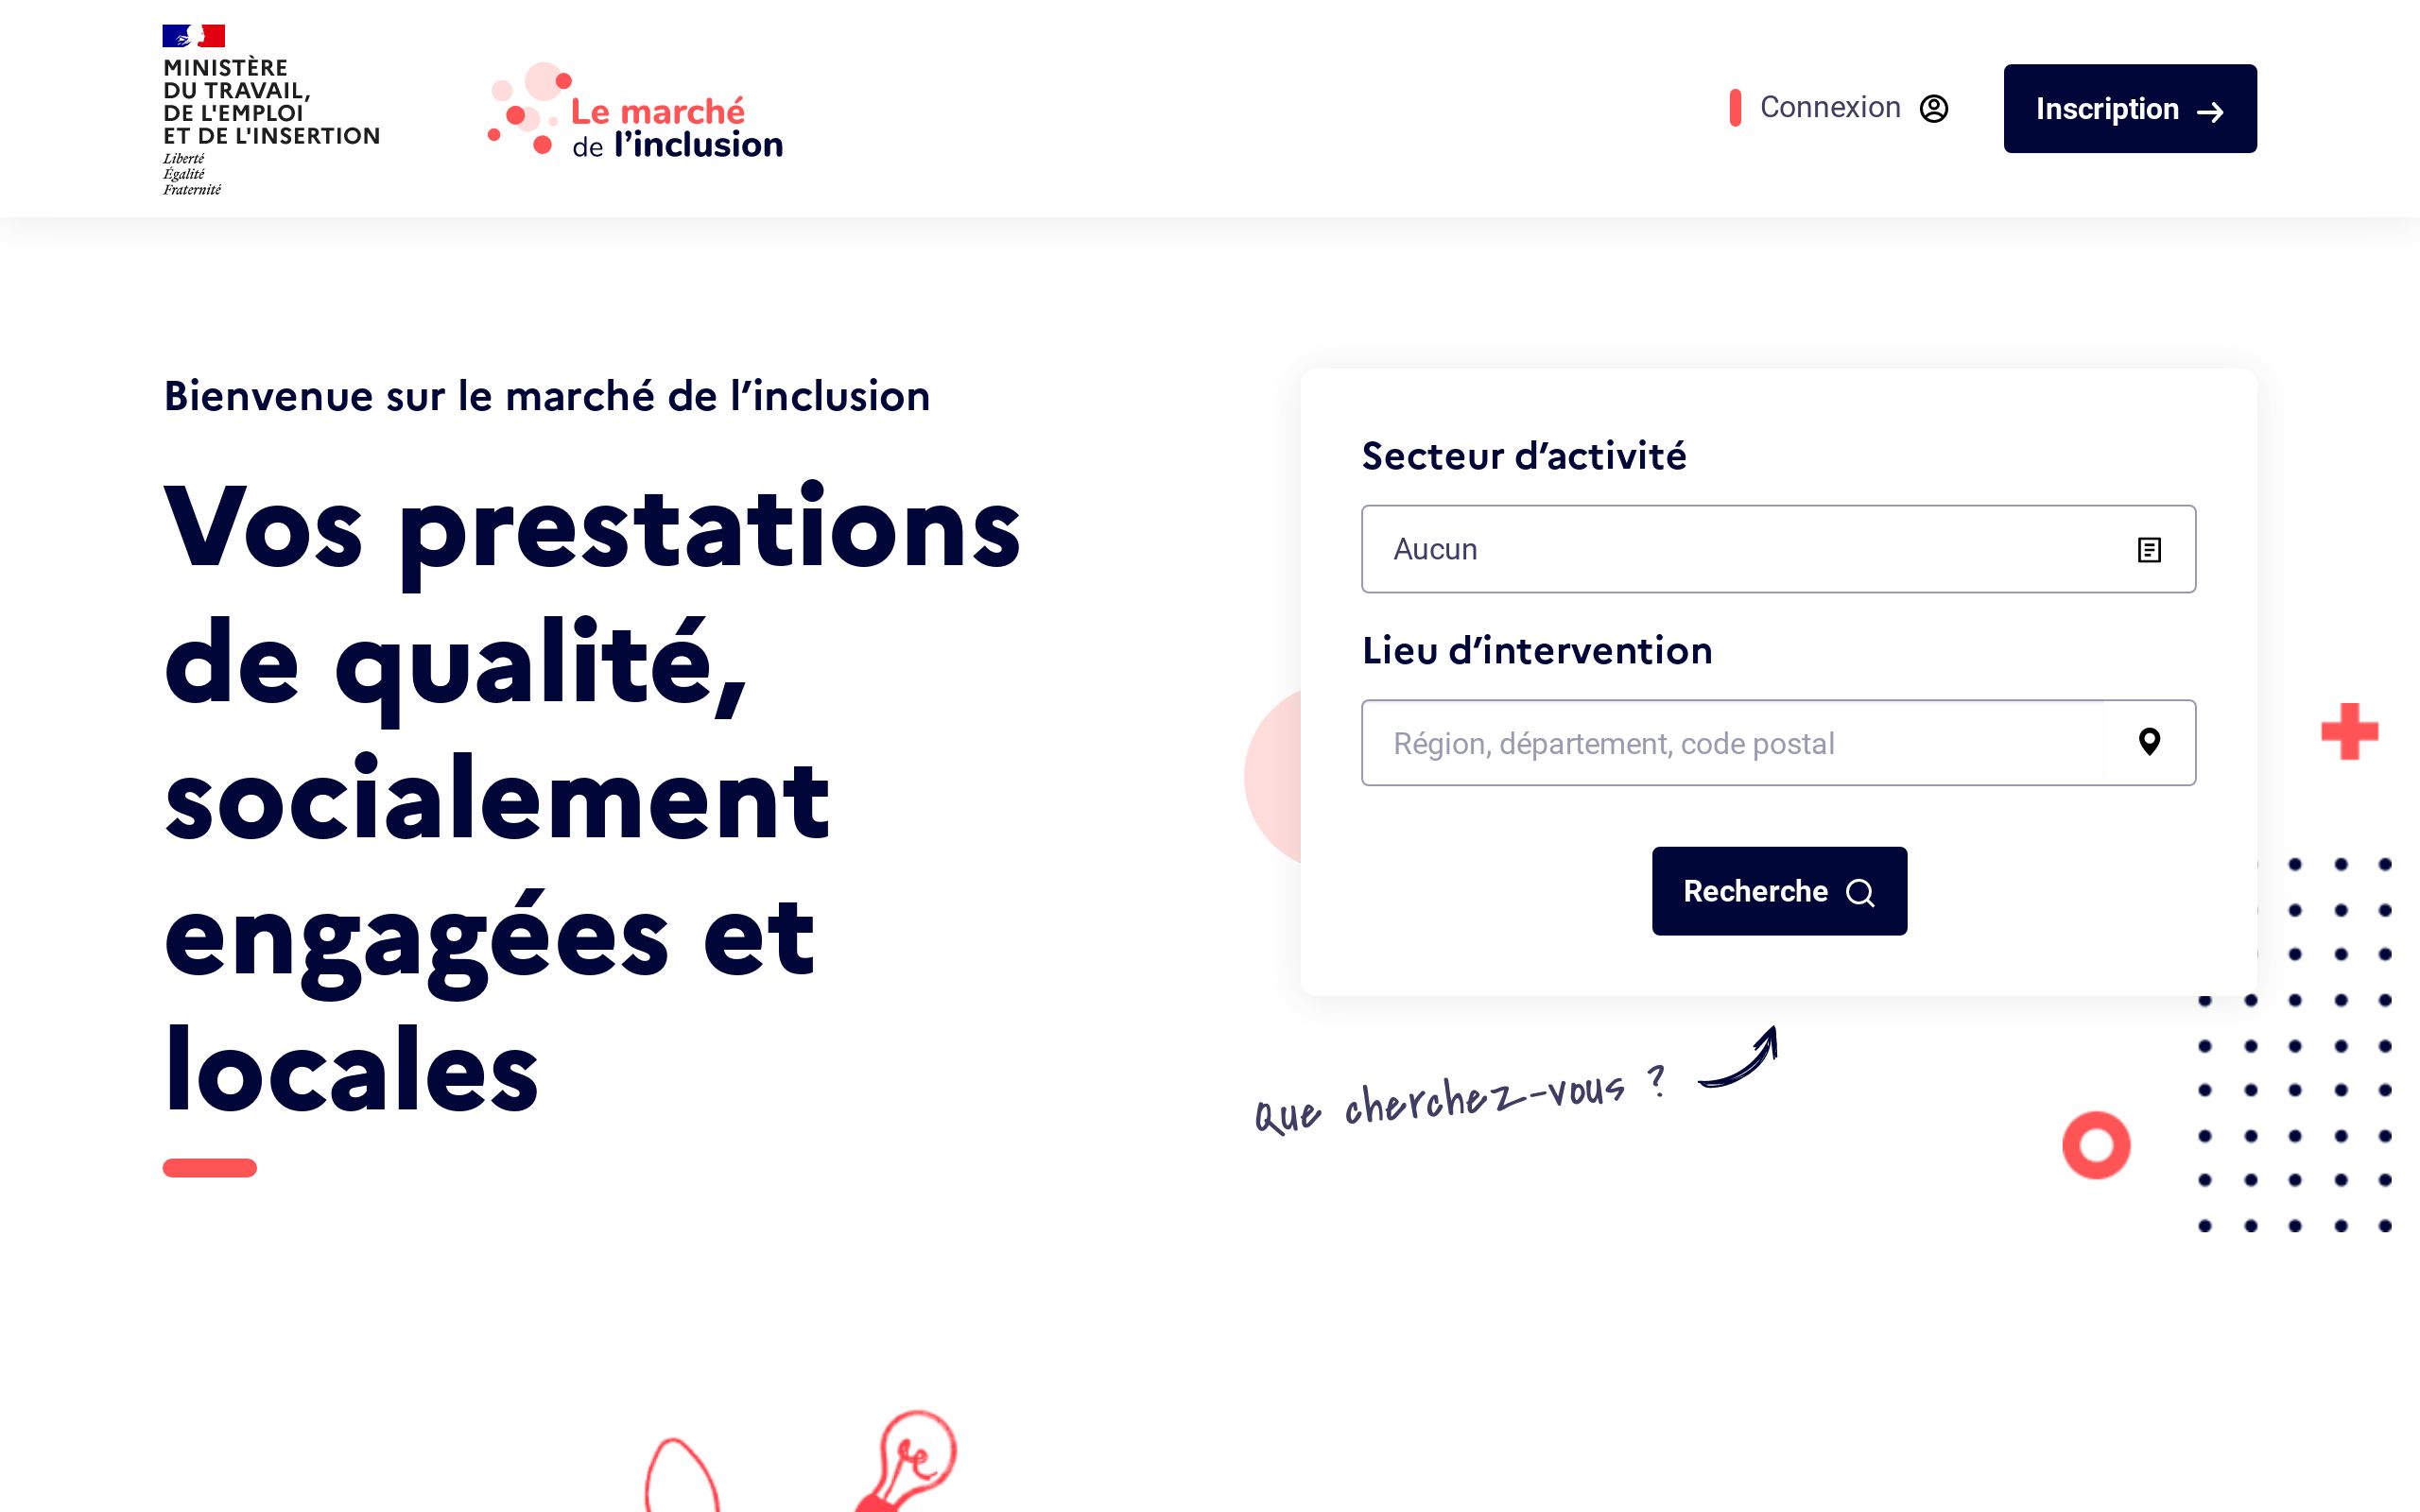 MINISTÈRE
DU TRAVAIL,
DE L'EMPLOI
ET DE L'INSERTION
Liberté
Égalité
Fraternité
Le marché
de l’inclusion
Connexion
Inscription
Bienvenue sur le marché de l’inclusion
Vos prestations
de qualité,
socialement
engagées et
locales
Secteur d’activité
Aucun
Lieu d’intervention
Région, département, code postal
Recherche
Que cherchez-vous ?